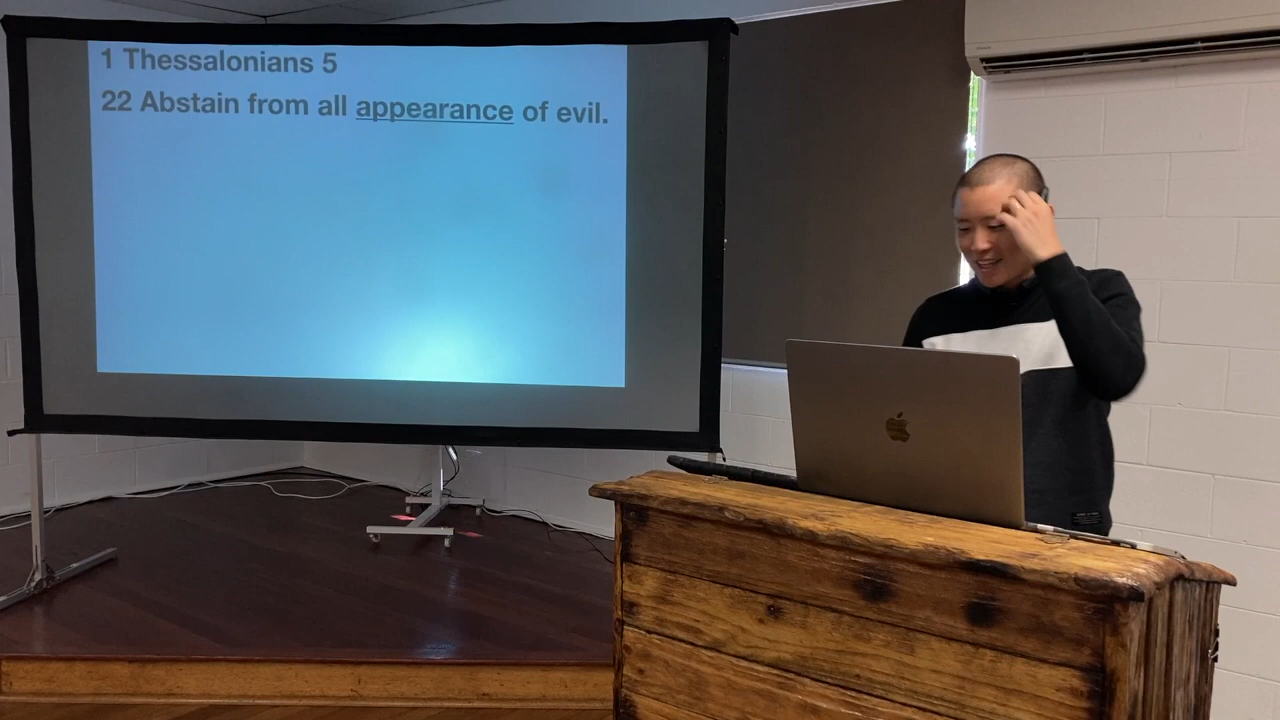 1 Thessalonians 5
22 Abstain from all appearance of evil.